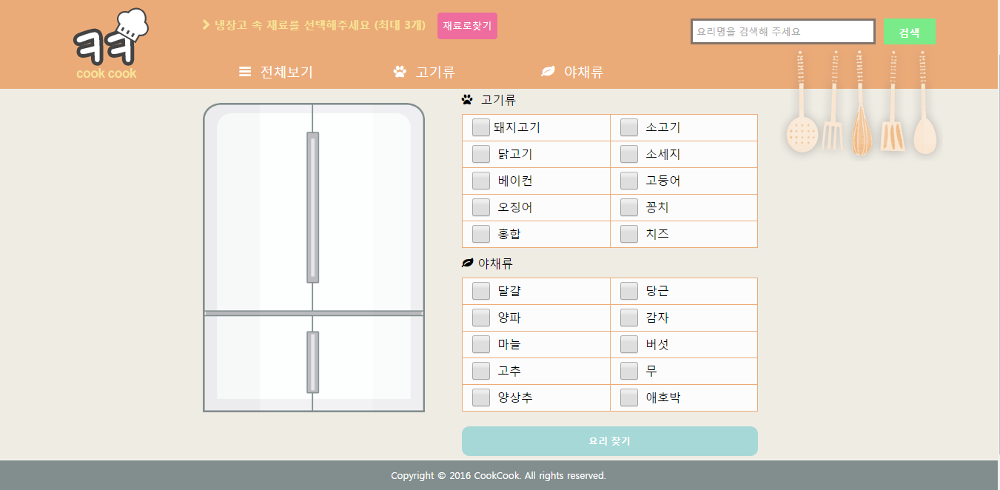 쿡쿡
cook cook
냉장고 속 재료를 선택해주세요 (최대 3개)
재료로찾기
요리명을 검색해 주세요
검색
전체보기
고기류
야채류
고기류
돼지고기 소고기
닭고기 소세지
베이컨 고등어
오징어 꽁치
홍합 치즈
야채류
달걀 당근
양파 감자
마늘 버섯
고추 무
양상추 애호박
요리 찾기
Copyright © 2016 CookCook. All rights reserved.